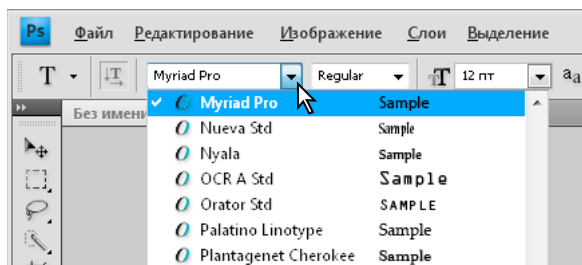 Ps Файл Редактирование Изображение Слои Выделение
T Myriad Pro Regular T 12 пт aa
Без имени
Myriad Pro Sample
Nueva Std Sample
Nyala Sample
OCR A Std Sample
Orator Std SAMPLE
Palatino Linotype Sample
Plantagenet Cherokee Sample